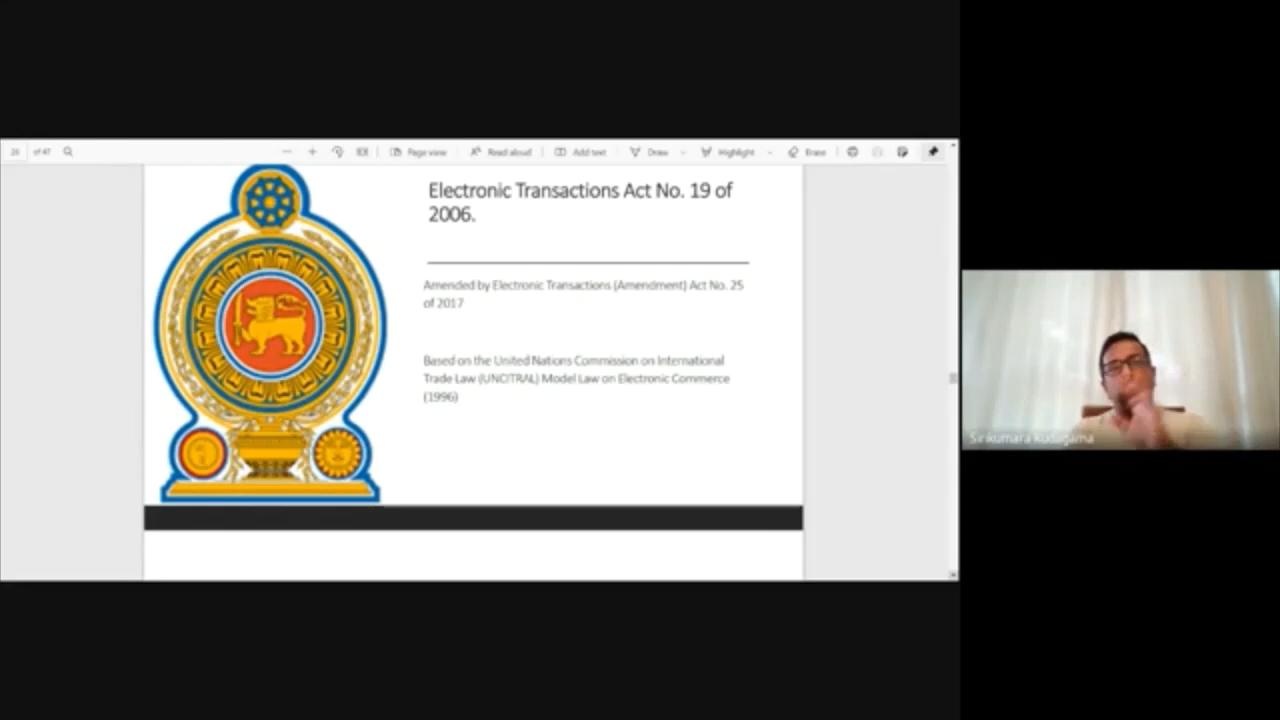 of 47
Page view
Read aloud
Add text
Draw
Highlight
Erase
Electronic Transactions Act No. 19 of
2006.
Amended by Electronic Transactions (Amendment) Act No. 25
of 2017
Based on the United Nations Commission on International
Trade Law (UNCITRAL) Model Law on Electronic Commerce
(1996)
Sirikumara Kudagama